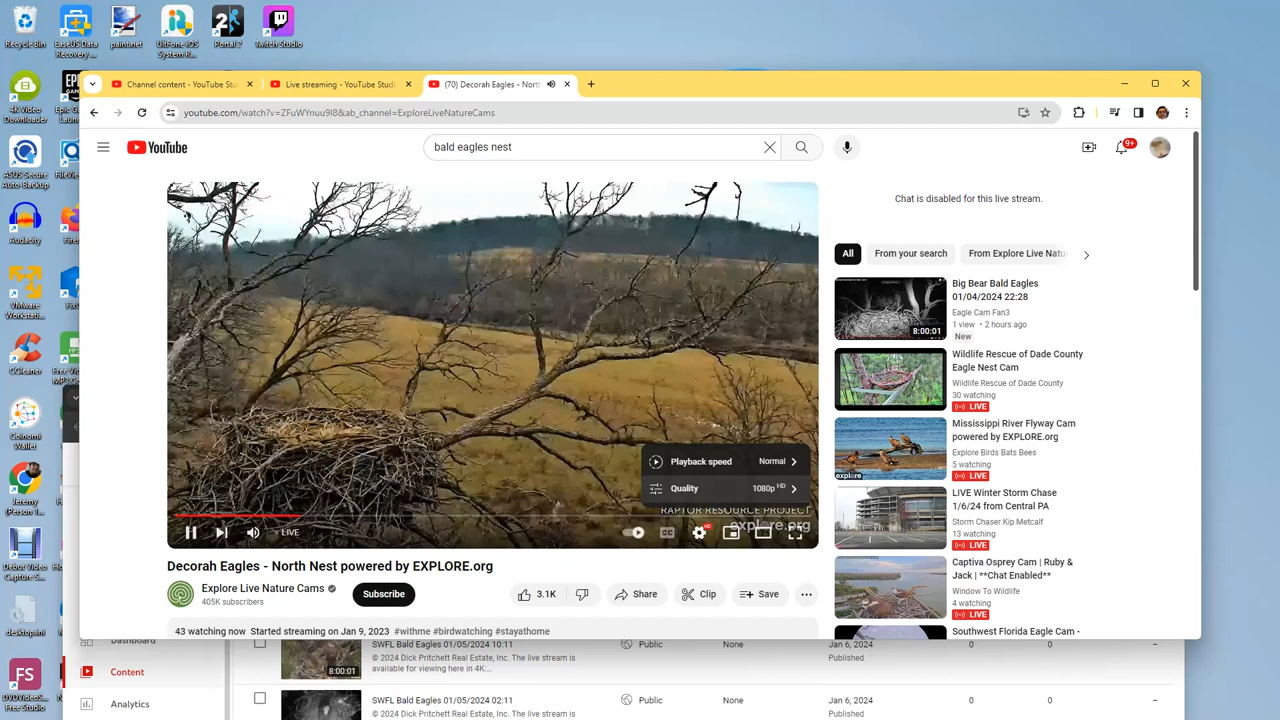 Recycle Bin
EaseUS Data
Recovery ...
paint.net
UltFone iOS
System R...
Portal 2
Twitch Studio
Channel content - YouTube Stu
Live streaming - YouTube Studi
(70) Decorah Eagles - Nort
youtube.com/watch?v=ZFuWYnuu9I8&ab_channel=ExploreLiveNatureCams
4K Video
Downloader
YouTube
bald eagles nest
9+
ASUS Secure
Auto-Backup
Audacity
VMware
Workstati...
CCleaner
Coinomi
Wallet
Jeremy
(Person 1...
Debut Video
Capture S...
desktop.ini
DVDVideoS...
Free Studio
Chat is disabled for this live stream.
All
From your search
From Explore Live Natu
Big Bear Bald Eagles
01/04/2024 22:28
Eagle Cam Fan3
1 view • 2 hours ago
New
8:00:01
Wildlife Rescue of Dade County
Eagle Nest Cam
Wildlife Rescue of Dade County
30 watching
LIVE
Mississippi River Flyway Cam
powered by EXPLORE.org
Explore Birds Bats Bees
5 watching
LIVE
explore
LIVE Winter Storm Chase
1/6/24 from Central PA
Storm Chaser Kip Metcalf
13 watching
LIVE
Captiva Osprey Cam | Ruby &
Jack | **Chat Enabled**
Window To Wildlife
4 watching
LIVE
Southwest Florida Eagle Cam -
Playback speed
Normal
Quality
1080p HD
RAPTOR RESOURCE PROJECT
explore.org
LIVE
CC
HD
Decorah Eagles - North Nest powered by EXPLORE.org
Explore Live Nature Cams
405K subscribers
Subscribe
3.1K
Share
Clip
Save
43 watching now Started streaming on Jan 9, 2023 #withme #birdwatching #stayathome
Dashboard
Content
Analytics
8:00:01
SWFL Bald Eagles 01/05/2024 10:11
© 2024 Dick Pritchett Real Estate, Inc. The live stream is
available for viewing here in 4K:...
Public
None
Jan 6, 2024
Published
0
0
–
SWFL Bald Eagles 01/05/2024 02:11
© 2024 Dick Pritchett Real Estate, Inc. The live stream is
Public
None
Jan 6, 2024
Published
0
0
–